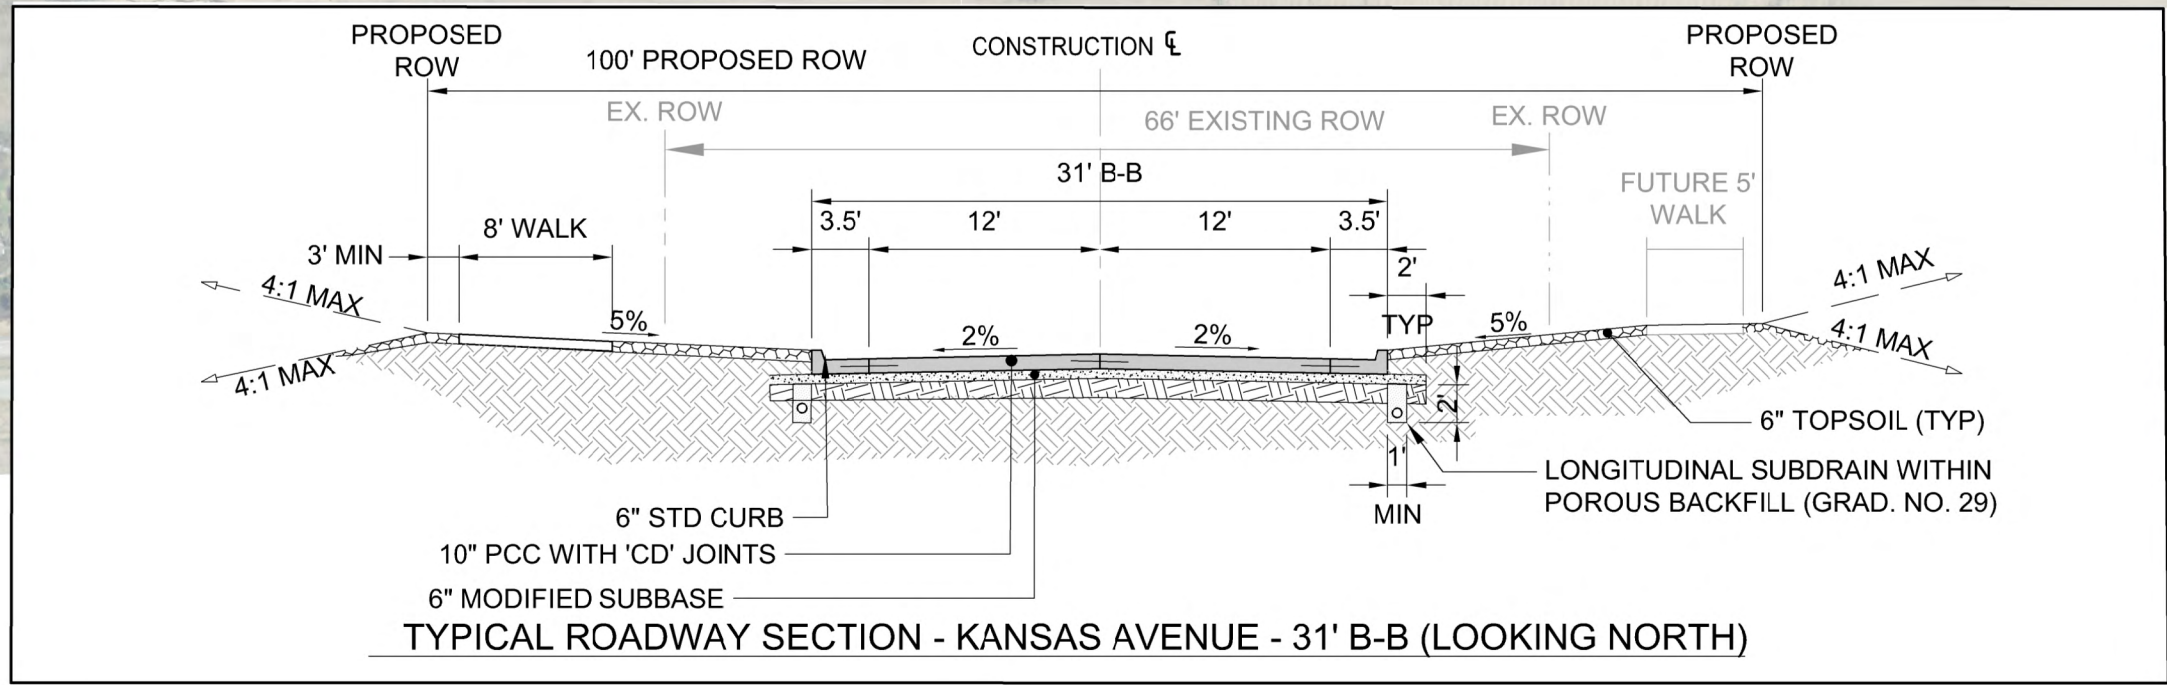 PROPOSED
ROW
100' PROPOSED ROW
CONSTRUCTION ℄
PROPOSED
ROW
EX. ROW
66' EXISTING ROW
EX. ROW
31' B-B
FUTURE 5'
WALK
3.5'
12'
12'
3.5'
8' WALK
3' MIN
2'
TYP
4:1 MAX
4:1 MAX
5%
2%
2%
5%
4:1 MAX
4:1 MAX
2'
6" TOPSOIL (TYP)
1'
MIN
LONGITUDINAL SUBDRAIN WITHIN
POROUS BACKFILL (GRAD. NO. 29)
6" STD CURB
10" PCC WITH 'CD' JOINTS
6" MODIFIED SUBBASE
TYPICAL ROADWAY SECTION - KANSAS AVENUE - 31' B-B (LOOKING NORTH)